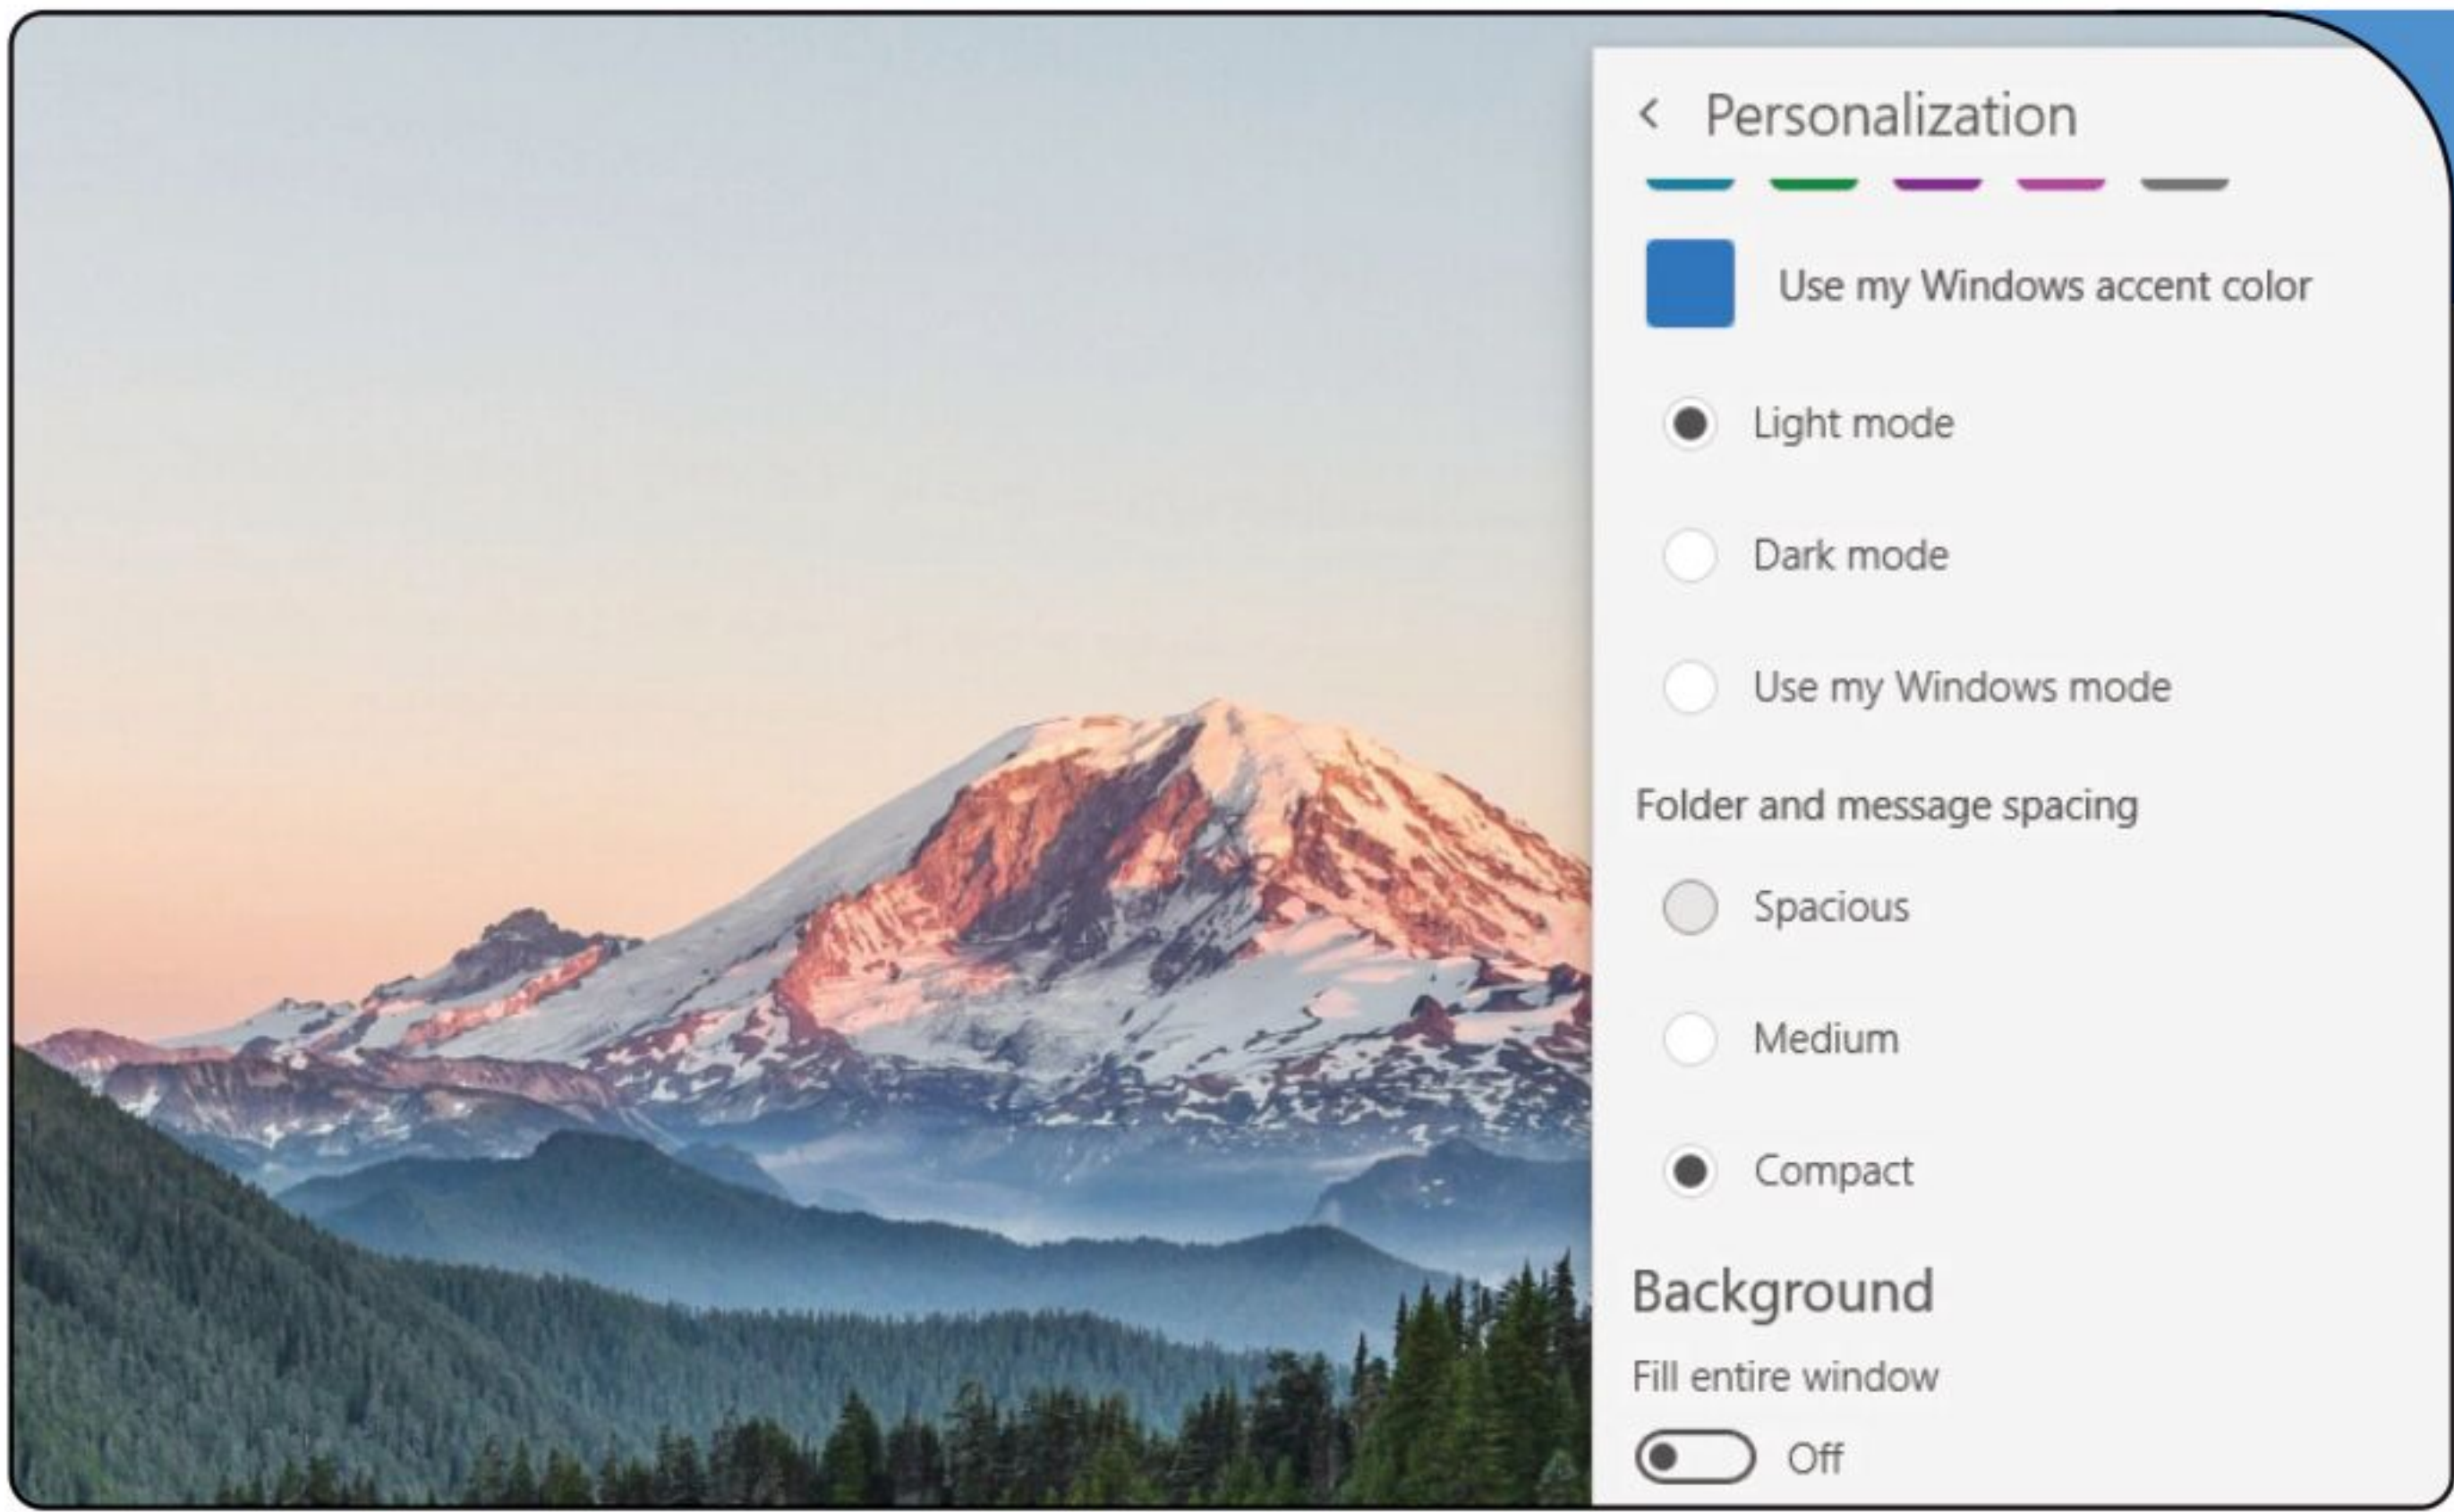 Personalization
Use my Windows accent color
Light mode
Dark mode
Use my Windows mode
Folder and message spacing
Spacious
Medium
Compact
Background
Fill entire window
Off